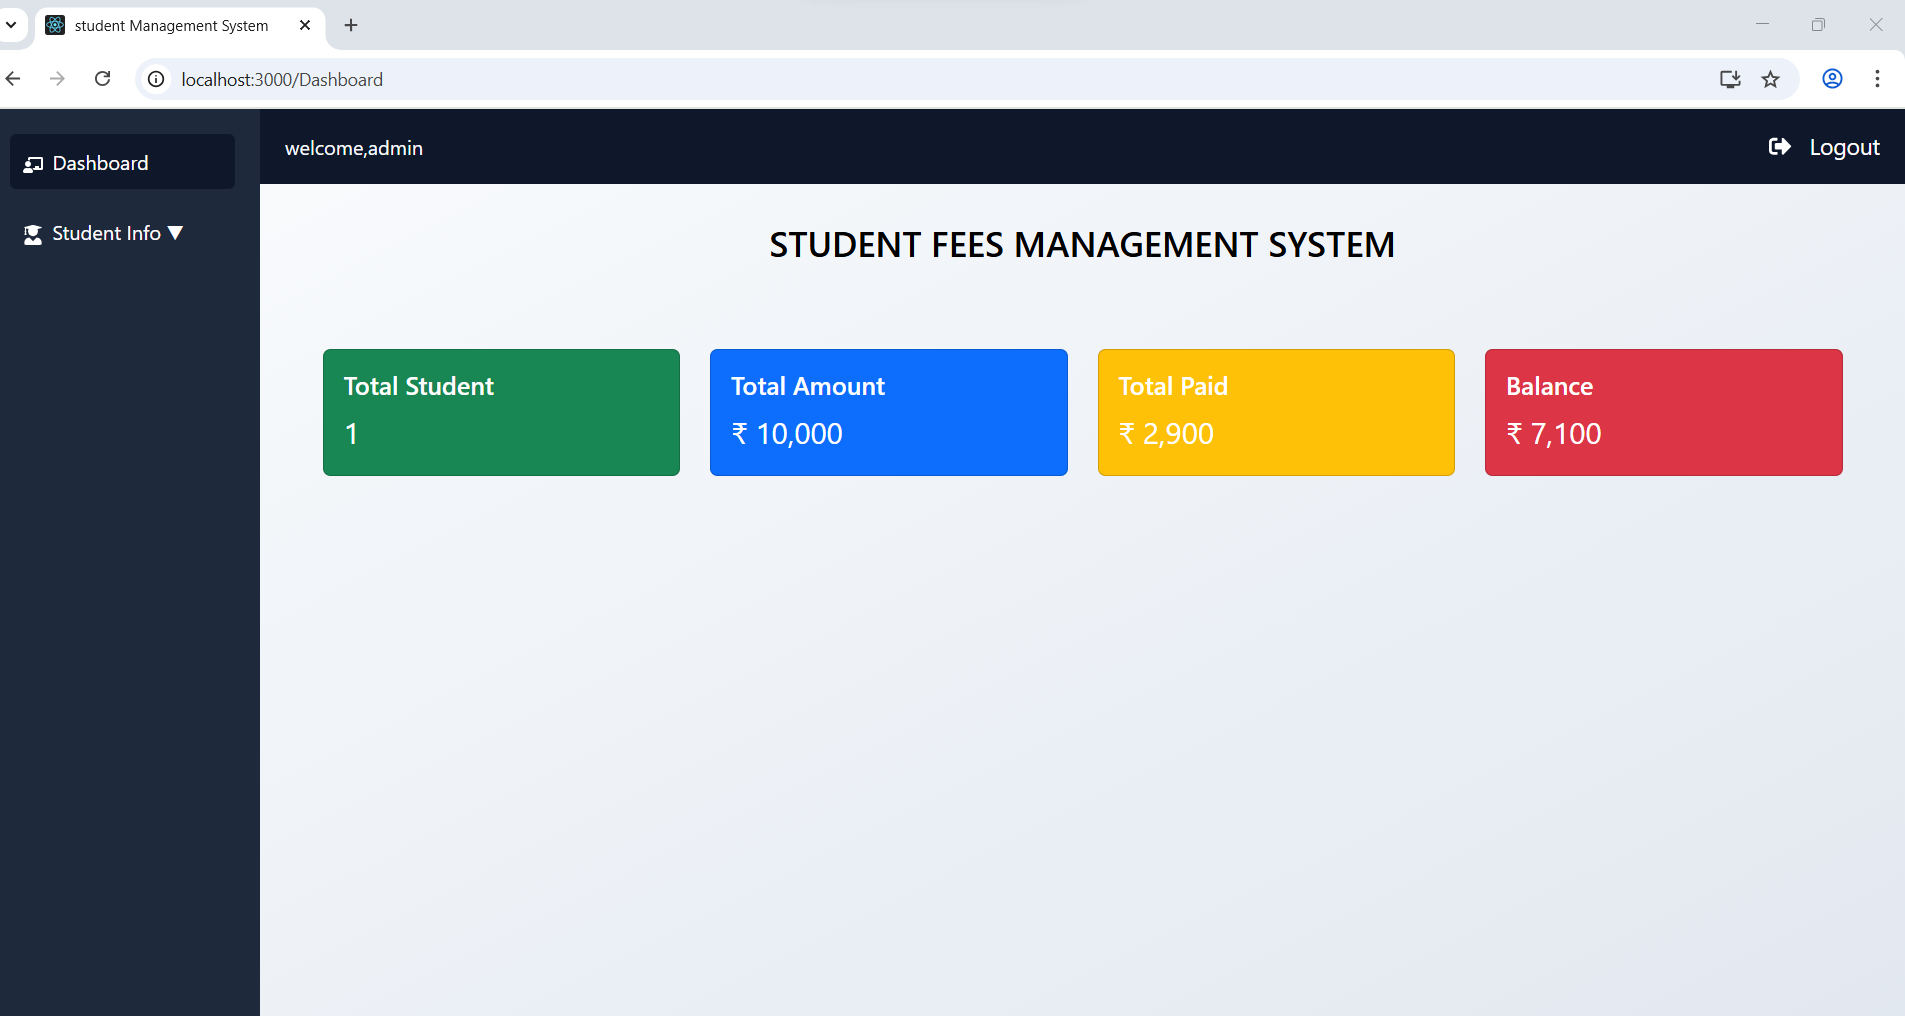 student Management System
localhost:3000/Dashboard
Dashboard
welcome,admin
Logout
Student Info ▼
STUDENT FEES MANAGEMENT SYSTEM
Total Student
1
Total Amount
₹ 10,000
Total Paid
₹ 2,900
Balance
₹ 7,100